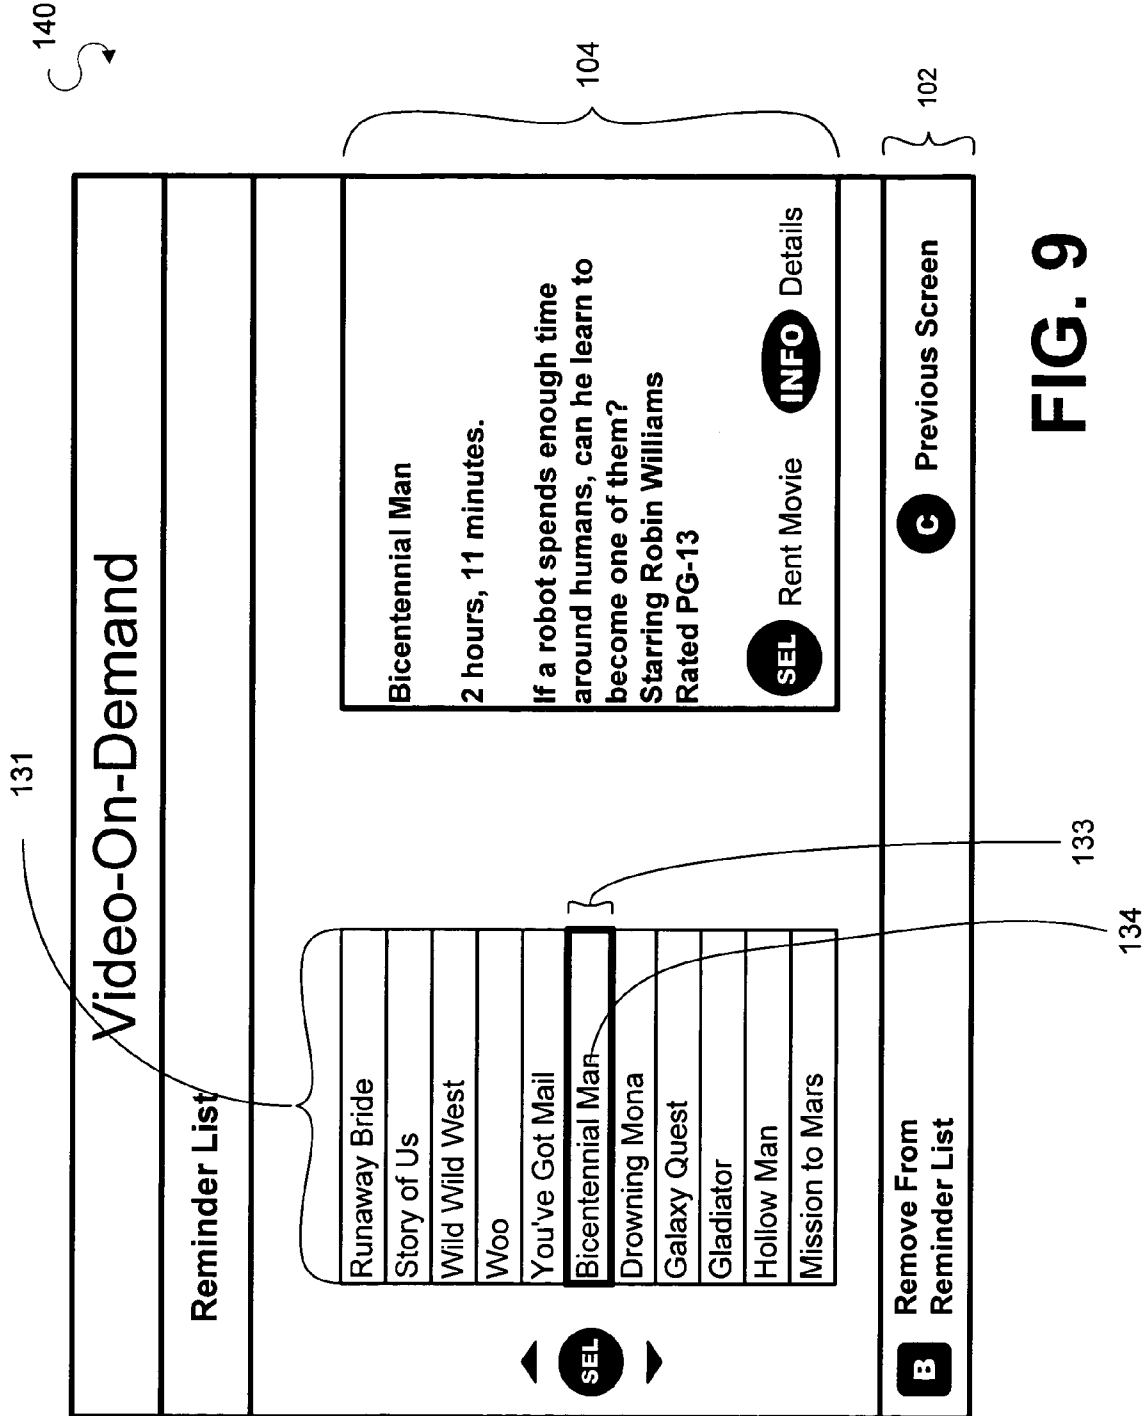 140
131
Video-On-Demand
Reminder List
Runaway Bride
Story of Us
Wild Wild West
Woo
You've Got Mail
Bicentennial Man
Drowning Mona
Galaxy Quest
Gladiator
Hollow Man
Mission to Mars
SEL
133
134
Bicentennial Man
2 hours, 11 minutes.
If a robot spends enough time
around humans, can he learn to
become one of them?
Starring Robin Williams
Rated PG-13
SEL Rent Movie INFO Details
104
B Remove From
Reminder List
C Previous Screen
102
FIG. 9